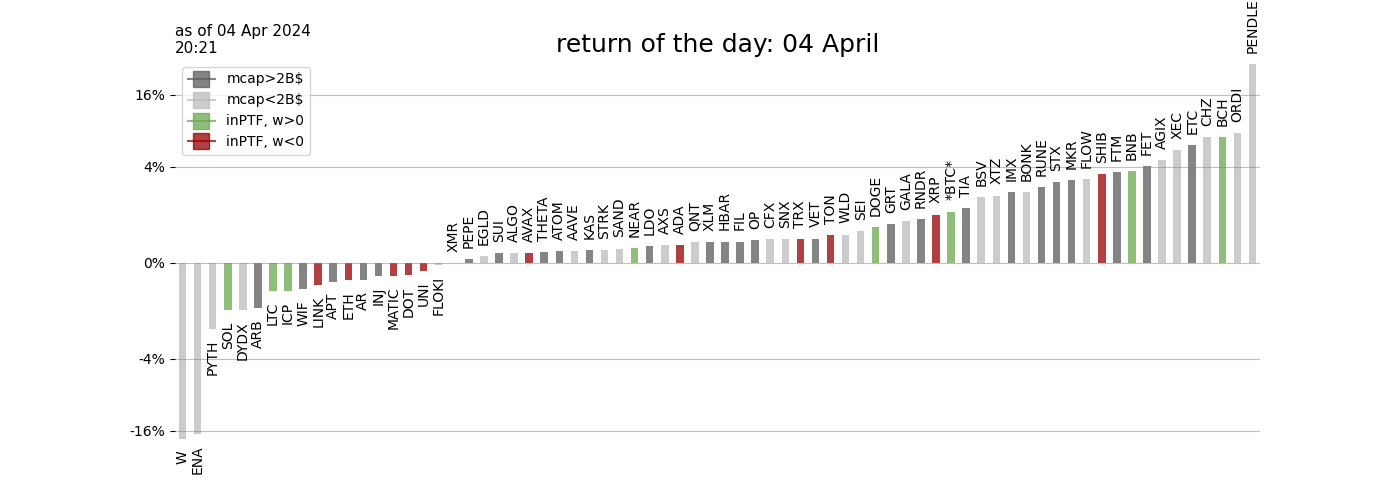 as of 04 Apr 2024
20:21
return of the day: 04 April
mcap>2B$
mcap<2B$
inPTF, w>0
inPTF, w<0
16%
4%
0%
-4%
-16%
W
ENA
PYTH
SOL
DYDX
ARB
LTC
ICP
WIF
LINK
APT
ETH
AR
INJ
MATIC
DOT
UNI
FLOKI
XMR
PEPE
EGLD
SUI
ALGO
AVAX
THETA
ATOM
AAVE
KAS
STRK
SAND
NEAR
LDO
AXS
ADA
QNT
XLM
HBAR
FIL
OP
CFX
SNX
TRX
VET
TON
WLD
SEI
DOGE
GRT
GALA
RNDR
XRP
*BTC*
TIA
BSV
XTZ
IMX
BONK
RUNE
STX
MKR
FLOW
SHIB
FTM
BNB
FET
AGIX
XEC
ETC
CHZ
BCH
ORDI
PENDLE